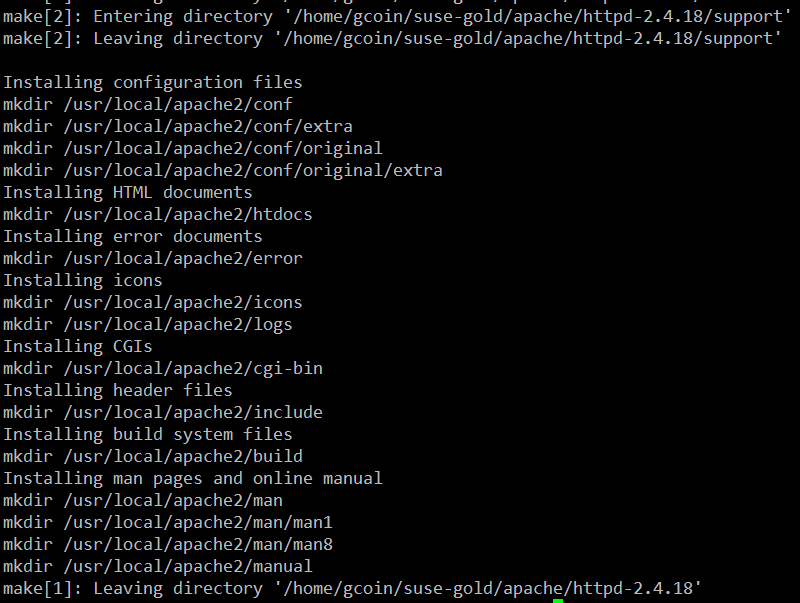 make[2]: Entering directory '/home/gcoin/suse-gold/apache/httpd-2.4.18/support'
make[2]: Leaving directory '/home/gcoin/suse-gold/apache/httpd-2.4.18/support'
Installing configuration files
mkdir /usr/local/apache2/conf
mkdir /usr/local/apache2/conf/extra
mkdir /usr/local/apache2/conf/original
mkdir /usr/local/apache2/conf/original/extra
Installing HTML documents
mkdir /usr/local/apache2/htdocs
Installing error documents
mkdir /usr/local/apache2/error
Installing icons
mkdir /usr/local/apache2/icons
mkdir /usr/local/apache2/logs
Installing CGIs
mkdir /usr/local/apache2/cgi-bin
Installing header files
mkdir /usr/local/apache2/include
Installing build system files
mkdir /usr/local/apache2/build
Installing man pages and online manual
mkdir /usr/local/apache2/man
mkdir /usr/local/apache2/man/man1
mkdir /usr/local/apache2/man/man8
mkdir /usr/local/apache2/manual
make[1]: Leaving directory '/home/gcoin/suse-gold/apache/httpd-2.4.18'